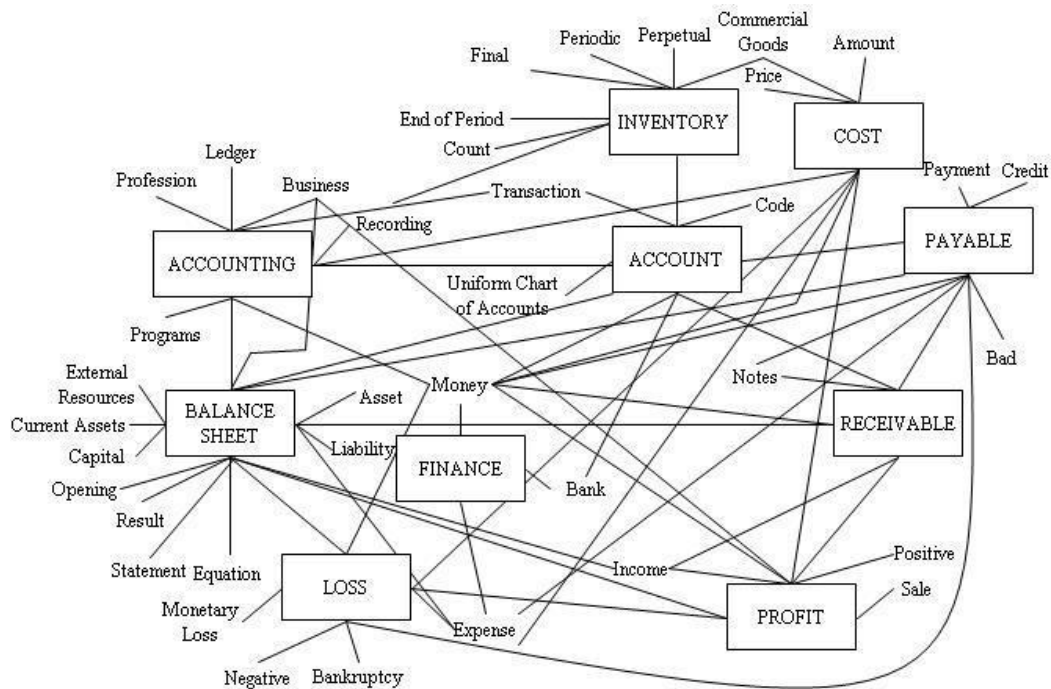 Commercial
Goods
Periodic
Perpetual
Amount
Final
Price
INVENTORY
End of Period
COST
Count
Ledger
Payment
Credit
Profession
Business
Transaction
Code
Recording
PAYABLE
ACCOUNTING
ACCOUNT
Uniform Chart
of Accounts
Programs
Bad
External
Resources
Money
Notes
Asset
BALANCE
SHEET
Current Assets
RECEIVABLE
Capital
Liability
FINANCE
Opening
Bank
Result
Statement
Equation
Income
Positive
LOSS
Sale
Monetary
Loss
PROFIT
Expense
Negative
Bankruptcy